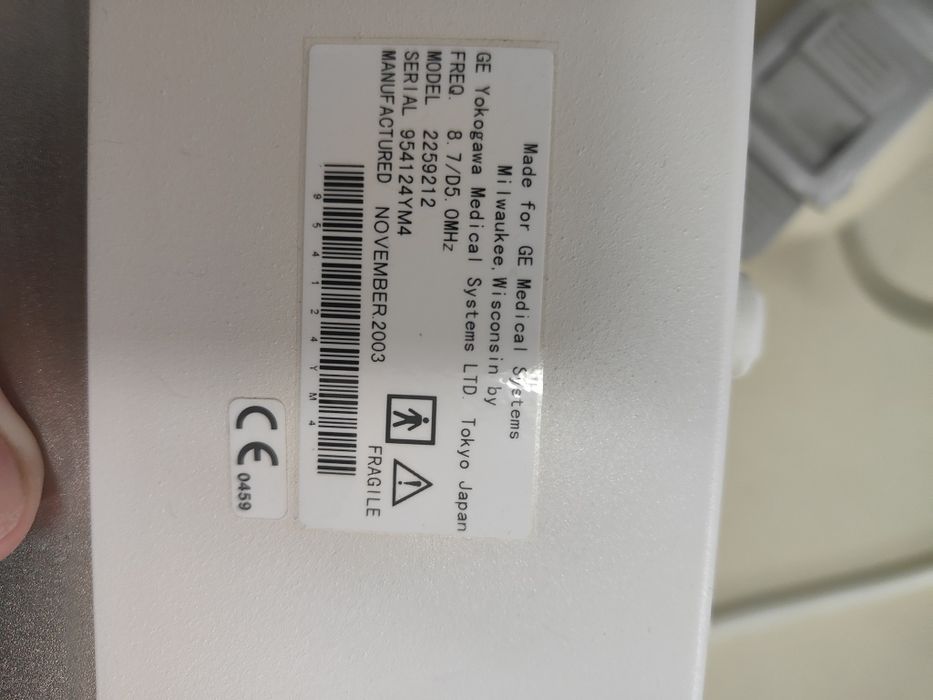 Made for GE Medical Systems
Milwaukee, Wisconsin by
GE Yokogawa Medical Systems LTD. Tokyo Japan
FREQ. 8.7/D5.0MHz
MODEL 2259212
SERIAL 954124YM4
MANUFACTURED NOVEMBER.2003
FRAGILE
9 5 4 1 2 4 Y M 4
CE 0459